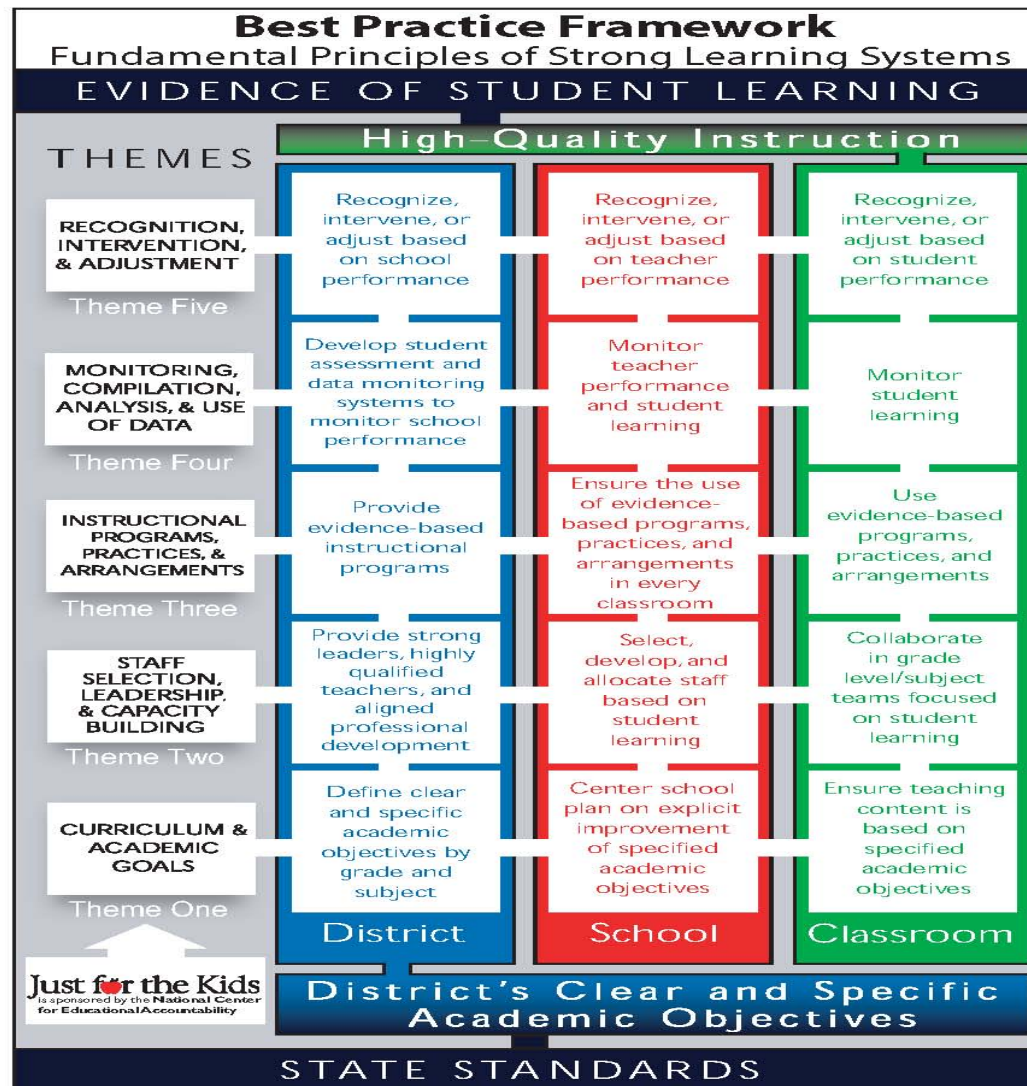 Best Practice Framework
Fundamental Principles of Strong Learning Systems
EVIDENCE OF STUDENT LEARNING
High-Quality Instruction
THEMES
RECOGNITION,
INTERVENTION,
& ADJUSTMENT
Theme Five
Recognize,
intervene, or
adjust based
on school
performance
Recognize,
intervene, or
adjust based
on teacher
performance
Recognize,
intervene, or
adjust based
on student
performance
MONITORING,
COMPILATION,
ANALYSIS, & USE
OF DATA
Theme Four
Develop student
assessment and
data monitoring
systems to
monitor school
performance
Monitor
teacher
performance
and student
learning
Monitor
student
learning
INSTRUCTIONAL
PROGRAMS,
PRACTICES, &
ARRANGEMENTS
Theme Three
Provide
evidence-based
instructional
programs
Ensure the use
of evidence-
based programs,
practices, and
arrangements
in every
classroom
Use
evidence-based
programs,
practices, and
arrangements
STAFF
SELECTION,
LEADERSHIP,
& CAPACITY
BUILDING
Theme Two
Provide strong
leaders, highly
qualified
teachers, and
aligned
professional
development
Select,
develop, and
allocate staff
based on
student
learning
Collaborate
in grade
level/subject
teams focused
on student
learning
CURRICULUM &
ACADEMIC
GOALS
Theme One
Define clear
and specific
academic
objectives by
grade and
subject
Center school
plan on explicit
improvement
of specified
academic
objectives
Ensure teaching
content is
based on
specified
academic
objectives
District
School
Classroom
Just for the Kids
is sponsored by the National Center
for Educational Accountability
District's Clear and Specific
Academic Objectives
STATE STANDARDS